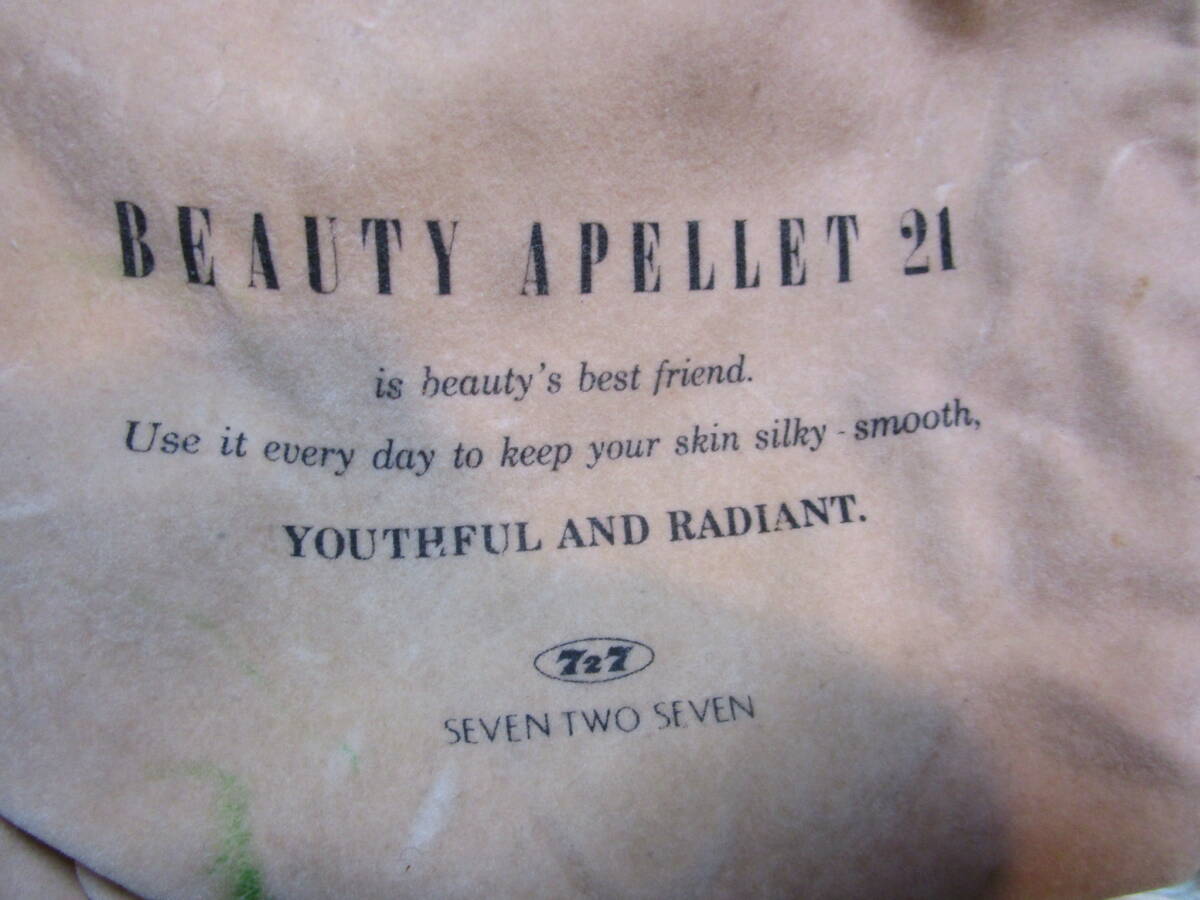 BEAUTY APELLET 21
is beauty's best friend.
Use it every day to keep your skin silky-smooth,
YOUTHFUL AND RADIANT.
727
SEVEN TWO SEVEN